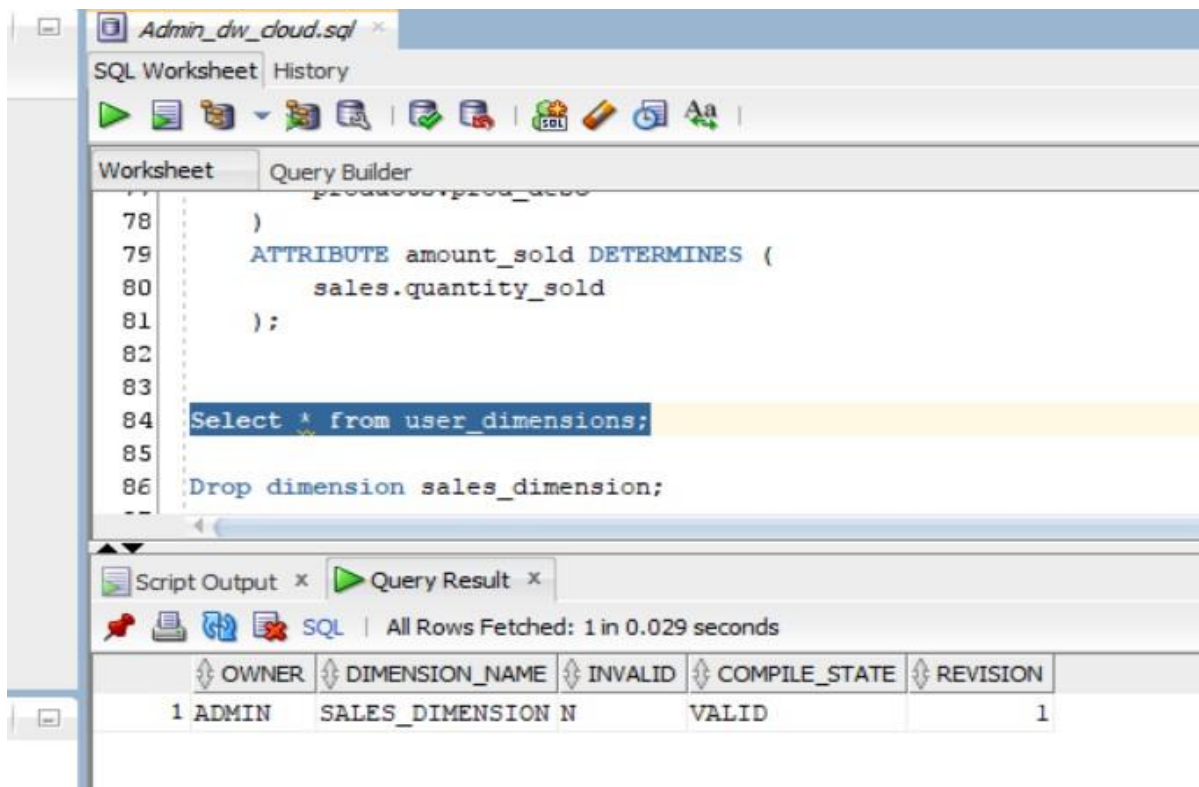 Admin_dw_cloud.sql
SQL Worksheet History
Worksheet Query Builder
78 )
79 ATTRIBUTE amount_sold DETERMINES (
80 sales.quantity_sold
81 );
82
83
84 Select * from user_dimensions;
85
86 Drop dimension sales_dimension;
Script Output x Query Result x
SQL | All Rows Fetched: 1 in 0.029 seconds
OWNER DIMENSION_NAME INVALID COMPILE_STATE REVISION
1 ADMIN SALES_DIMENSION N VALID 1